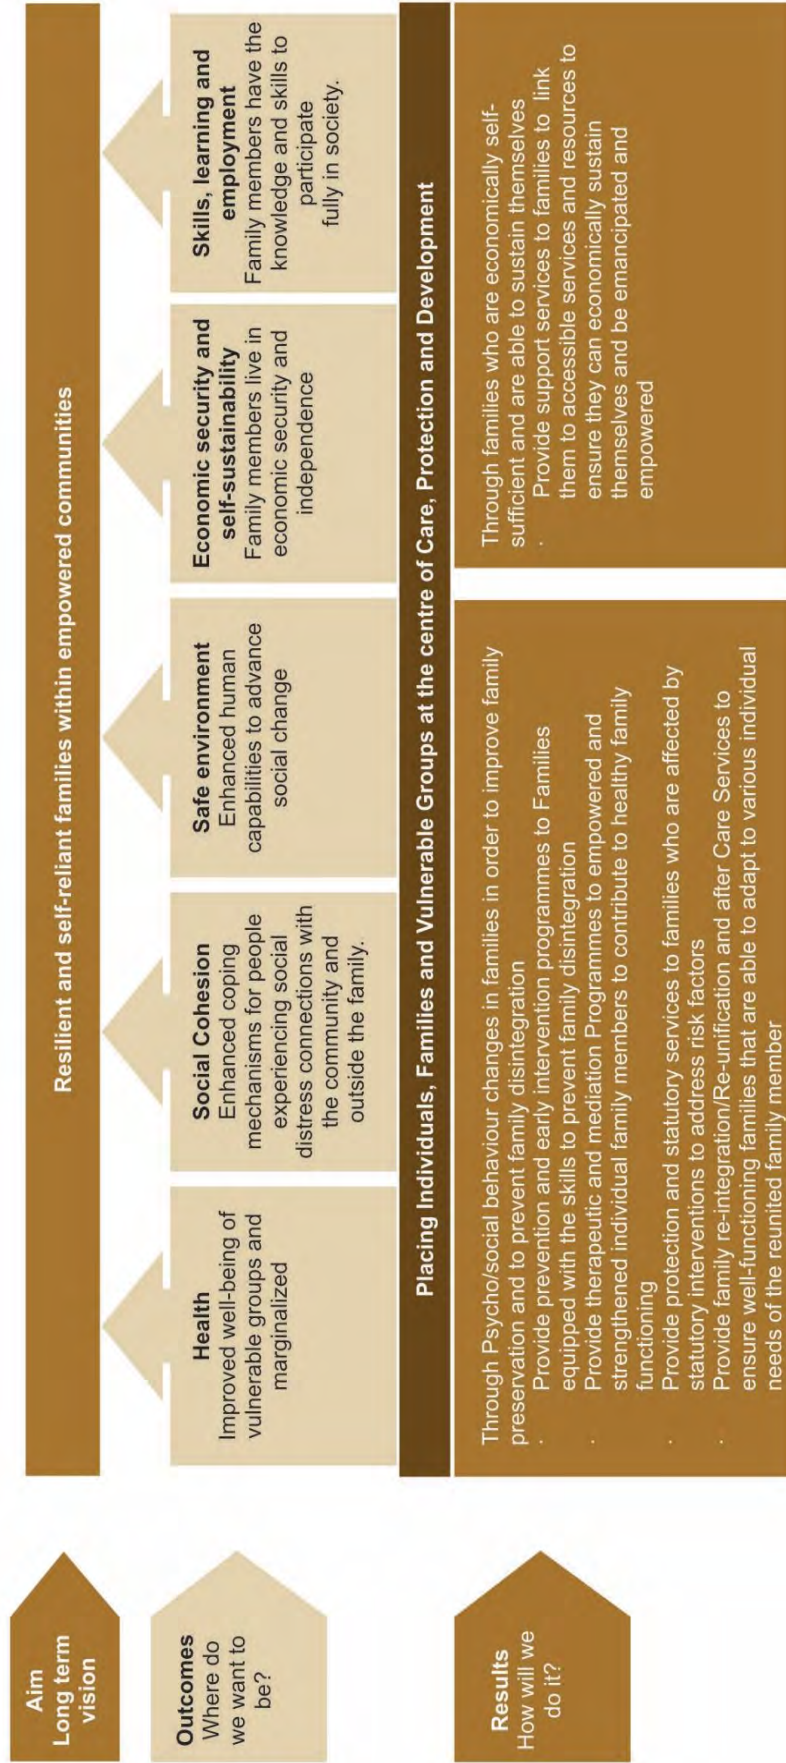 Aim
Long term
vision
Resilient and self-reliant families within empowered communities
Outcomes
Where do
we want to
be?
Health
Improved well-being of
vulnerable groups and
marginalized
Social Cohesion
Enhanced coping
mechanisms for people
experiencing social
distress connections with
the community and
outside the family.
Safe environment
Enhanced human
capabilities to advance
social change
Economic security and
self-sustainability
Family members live in
economic security and
independence
Skills, learning and
employment
Family members have the
knowledge and skills to
participate
fully in society.
Placing Individuals, Families and Vulnerable Groups at the centre of Care, Protection and Development
Results
How will we
do it?
Through Psycho/social behaviour changes in families in order to improve family
preservation and to prevent family disintegration
· Provide prevention and early intervention programmes to Families
equipped with the skills to prevent family disintegration
· Provide therapeutic and mediation Programmes to empowered and
strengthened individual family members to contribute to healthy family
functioning
· Provide protection and statutory services to families who are affected by
statutory interventions to address risk factors
· Provide family re-integration/Re-unification and after Care Services to
ensure well-functioning families that are able to adapt to various individual
needs of the reunited family member
Through families who are economically self-
sufficient and are able to sustain themselves
· Provide support services to families to link
them to accessible services and resources to
ensure they can economically sustain
themselves and be emancipated and
empowered